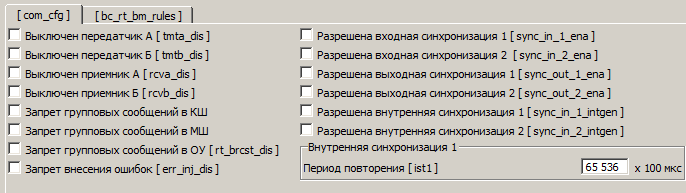 [ com_cfg ] [ bc_rt_bm_rules ]
Выключен передатчик А [ tmta_dis ]
Выключен передатчик Б [ tmtb_dis ]
Выключен приемник А [ rcva_dis ]
Выключен приемник Б [ rcvb_dis ]
Запрет групповых сообщений в КШ
Запрет групповых сообщений в МШ
Запрет групповых сообщений в ОУ [ rt_brcst_dis ]
Запрет внесения ошибок [ err_inj_dis ]
Разрешена входная синхронизация 1 [ sync_in_1_ena ]
Разрешена входная синхронизация 2 [ sync_in_2_ena ]
Разрешена выходная синхронизация 1 [ sync_out_1_ena ]
Разрешена выходная синхронизация 2 [ sync_out_2_ena ]
Разрешена внутренняя синхронизация 1 [ sync_in_1_intgen ]
Разрешена внутренняя синхронизация 2 [ sync_in_2_intgen ]
Внутренняя синхронизация 1
Период повторения [ ist1 ] 65 536 x 100 мкс